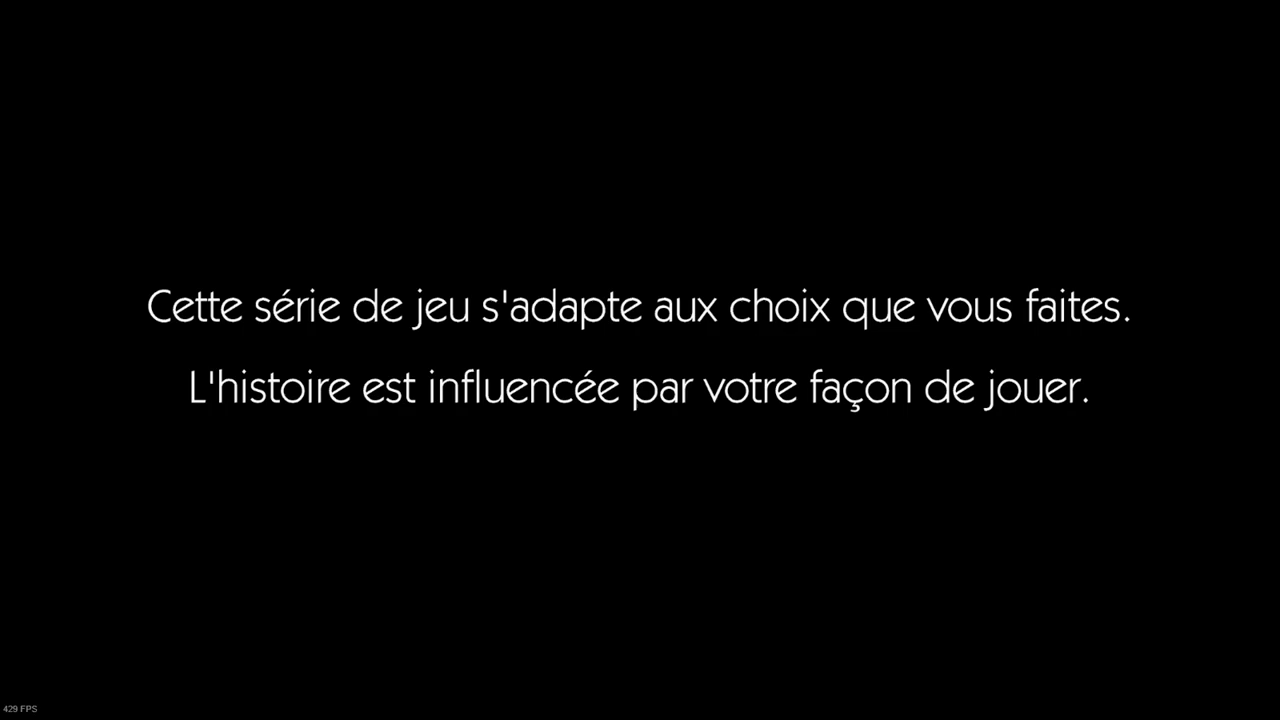 Cette série de jeu s'adapte aux choix que vous faites.
L'histoire est influencée par votre façon de jouer.
429 FPS